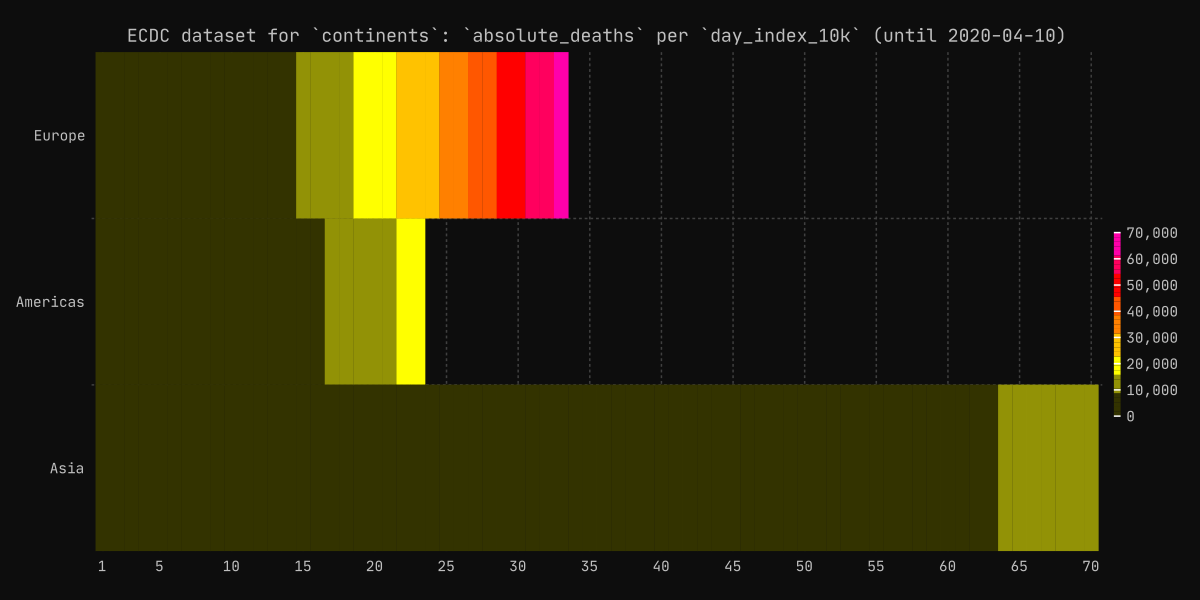 ECDC dataset for `continents`: `absolute_deaths` per `day_index_10k` (until 2020-04-10)
Europe
Americas
Asia
70,000
60,000
50,000
40,000
30,000
20,000
10,000
0
1 5 10 15 20 25 30 35 40 45 50 55 60 65 70